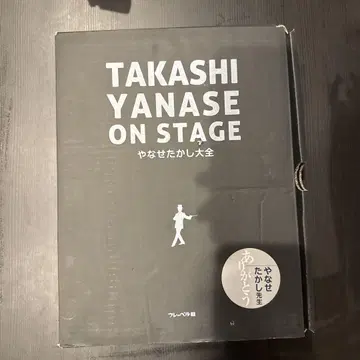 TAKASHI
YANASE
ON STAGE
やなせたかし大全
やなせ
たかし先生
ありがとう
フレーベル館